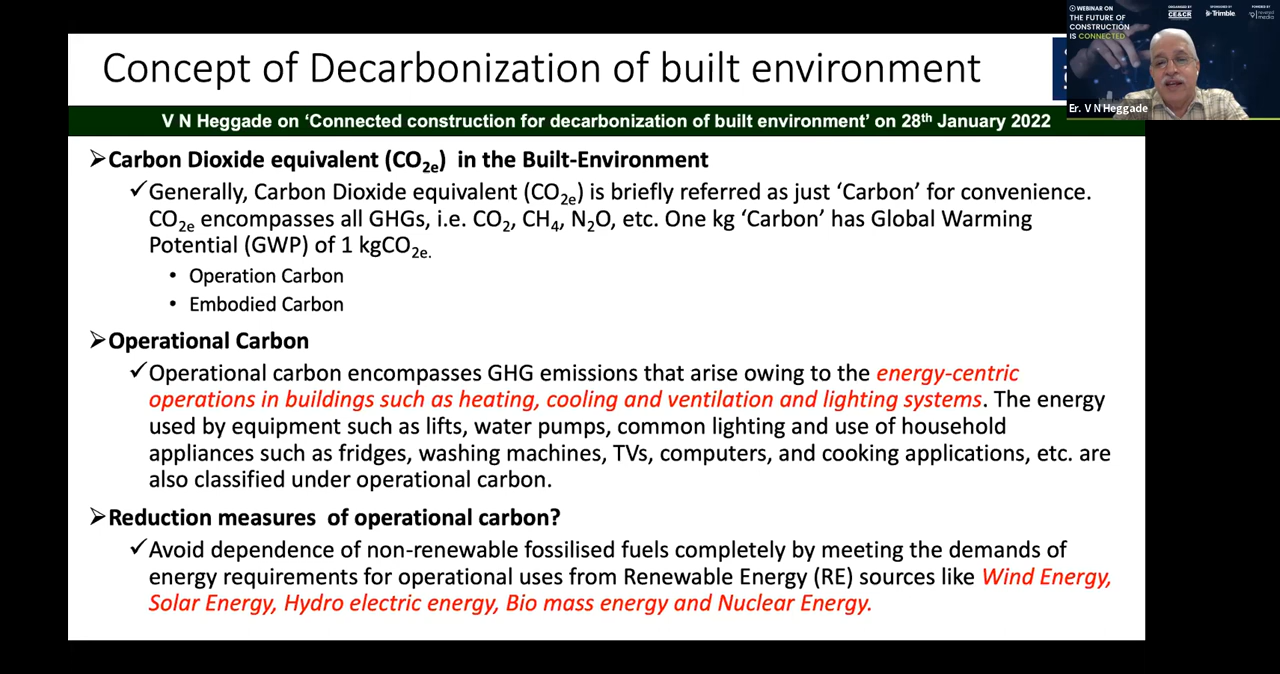 Concept of Decarbonization of built environment
WEBINAR ON
THE FUTURE OF
CONSTRUCTION
IS CONNECTED
ORGANISED BY
CE&CR
SPONSORED BY
Trimble
POWERED BY
Er. V N Heggade
V N Heggade on ‘Connected construction for decarbonization of built environment’ on 28th January 2022
➢Carbon Dioxide equivalent (CO2e) in the Built-Environment
✓Generally, Carbon Dioxide equivalent (CO2e) is briefly referred as just ‘Carbon’ for convenience.
CO2e encompasses all GHGs, i.e. CO2, CH4, N2O, etc. One kg ‘Carbon’ has Global Warming
Potential (GWP) of 1 kgCO2e.
• Operation Carbon
• Embodied Carbon
➢Operational Carbon
✓Operational carbon encompasses GHG emissions that arise owing to the energy-centric
operations in buildings such as heating, cooling and ventilation and lighting systems. The energy
used by equipment such as lifts, water pumps, common lighting and use of household
appliances such as fridges, washing machines, TVs, computers, and cooking applications, etc. are
also classified under operational carbon.
➢Reduction measures of operational carbon?
✓Avoid dependence of non-renewable fossilised fuels completely by meeting the demands of
energy requirements for operational uses from Renewable Energy (RE) sources like Wind Energy,
Solar Energy, Hydro electric energy, Bio mass energy and Nuclear Energy.